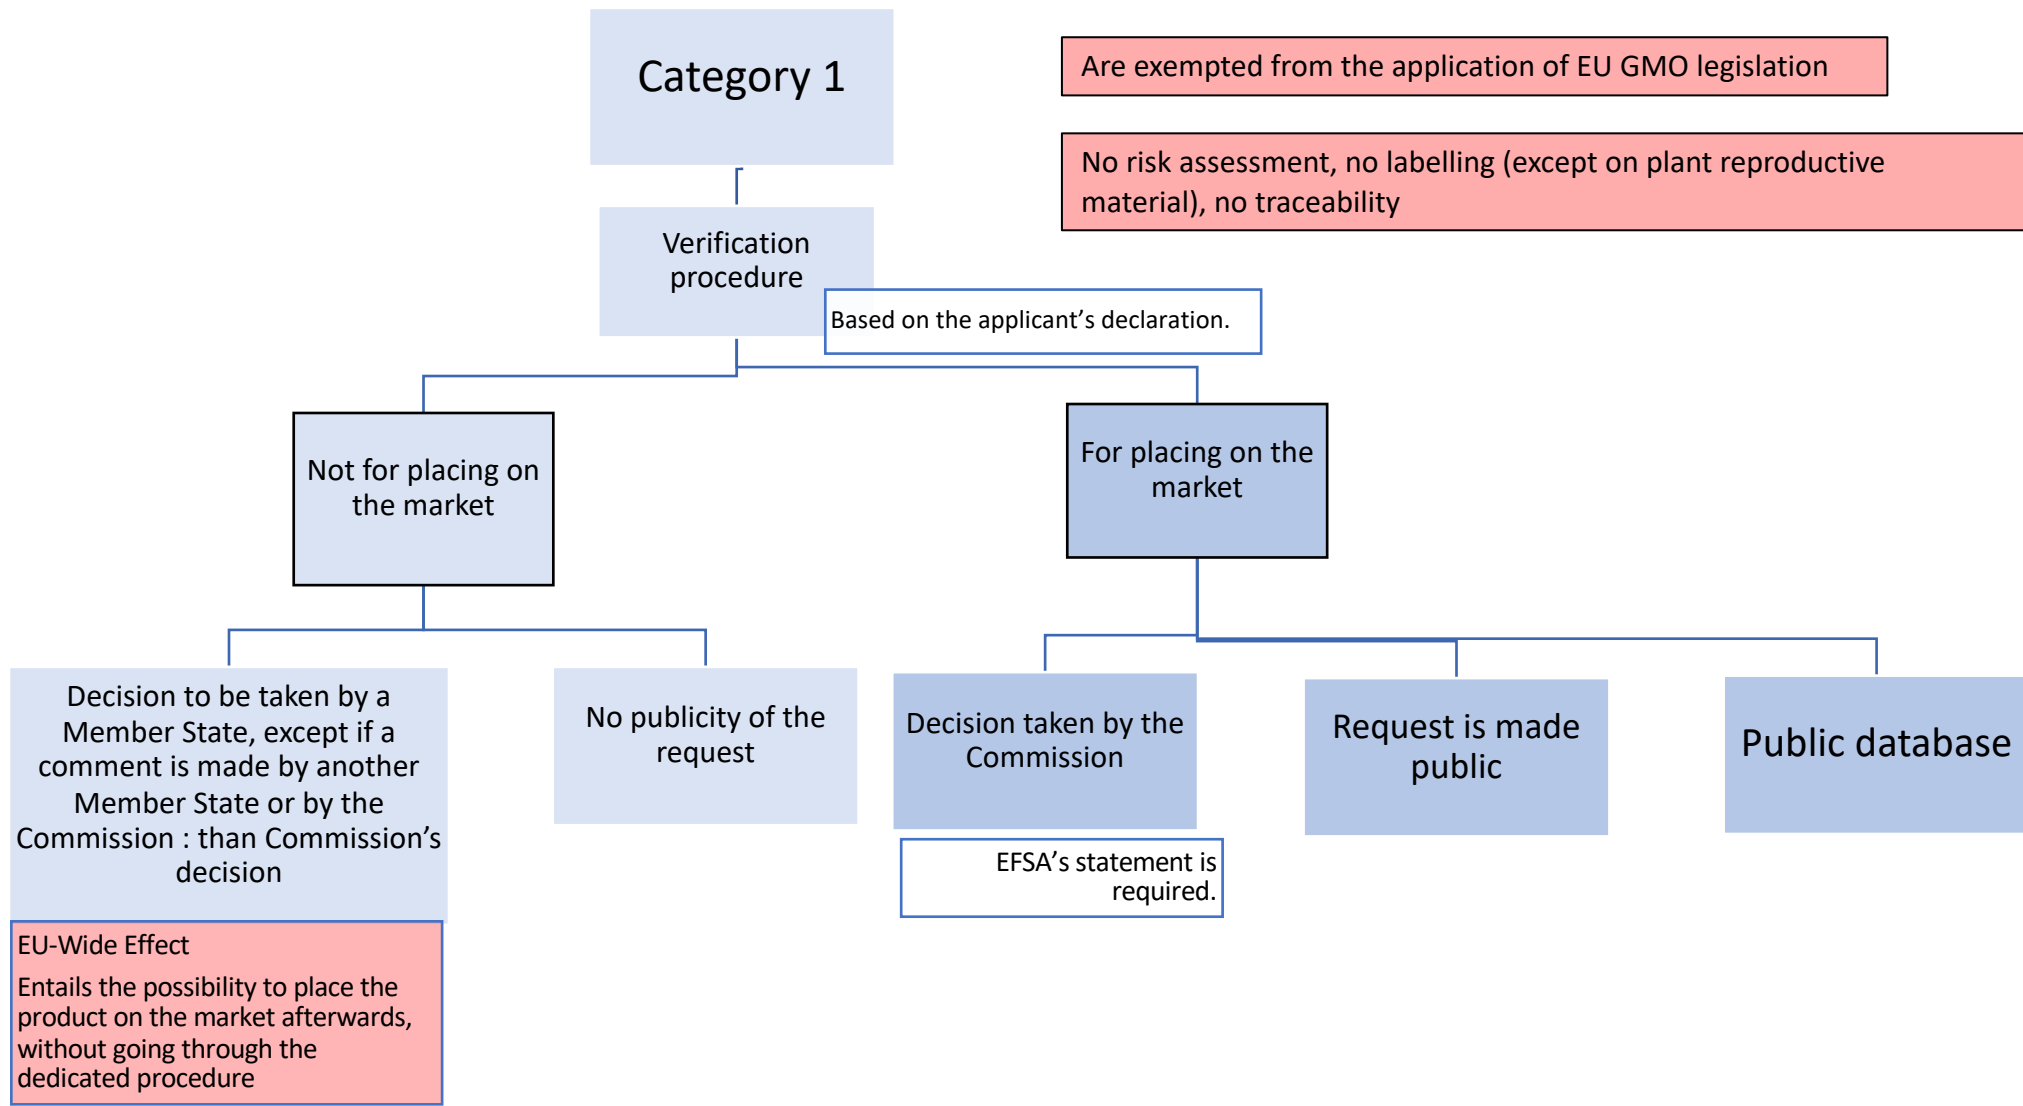 Category 1
Are exempted from the application of EU GMO legislation
No risk assessment, no labelling (except on plant reproductive
material), no traceability
Verification
procedure
Based on the applicant’s declaration.
Not for placing on
the market
For placing on the
market
Decision to be taken by a
Member State, except if a
comment is made by another
Member State or by the
Commission : than Commission’s
decision
No publicity of the
request
Decision taken by the
Commission
Request is made
public
Public database
EFSA’s statement is
required.
EU-Wide Effect
Entails the possibility to place the
product on the market afterwards,
without going through the
dedicated procedure